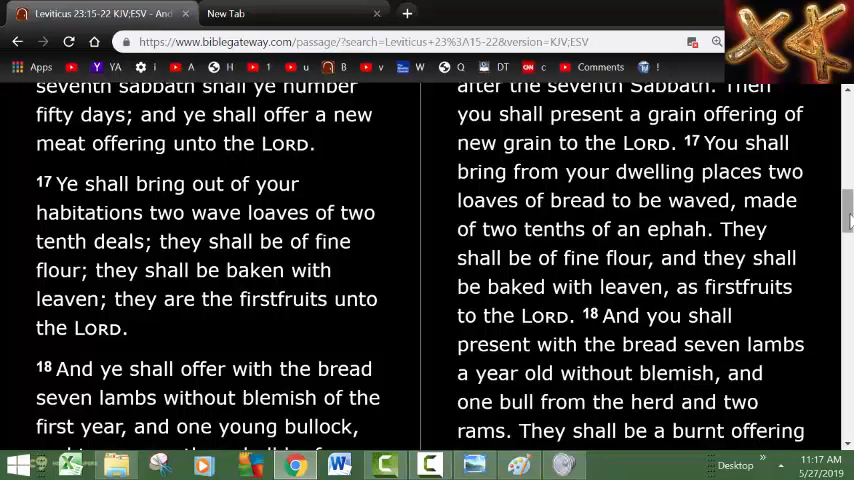 Leviticus 23:15-22 KJV;ESV - And
New Tab
https://www.biblegateway.com/passage/?search=Leviticus+23%3A15-22&version=KJV;ESV
Apps YA i A H 1 u B v W Q DT c Comments !
seventh sabbath shall ye number
fifty days; and ye shall offer a new
meat offering unto the LORD.
17 Ye shall bring out of your
habitations two wave loaves of two
tenth deals; they shall be of fine
flour; they shall be baken with
leaven; they are the firstfruits unto
the LORD.
18 And ye shall offer with the bread
seven lambs without blemish of the
first year, and one young bullock,
after the seventh Sabbath. Then
you shall present a grain offering of
new grain to the LORD. 17 You shall
bring from your dwelling places two
loaves of bread to be waved, made
of two tenths of an ephah. They
shall be of fine flour, and they shall
be baked with leaven, as firstfruits
to the LORD. 18 And you shall
present with the bread seven lambs
a year old without blemish, and
one bull from the herd and two
rams. They shall be a burnt offering
Desktop
11:17 AM
5/27/2019